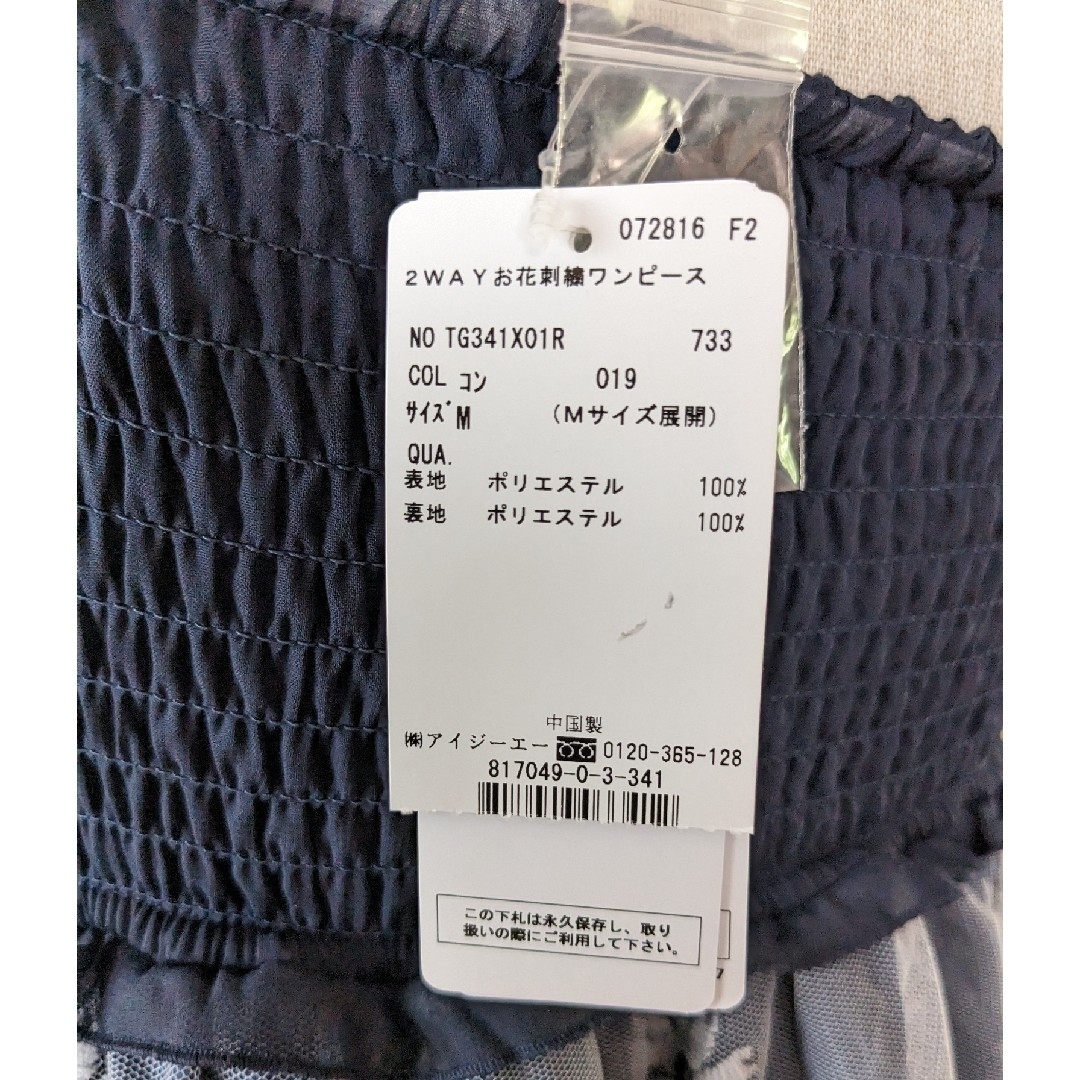 072816 F2
２ＷＡＹお花刺繍ワンピース
NO TG341X01R 733
COL ｺﾝ 019
ｻｲｽﾞ M （Ｍサイズ展開）
QUA.
表地 ポリエステル 100%
裏地 ポリエステル 100%
中国製
㈱アイジーエー 0120-365-128
817049-0-3-341
この下札は永久保存し、取り
扱いの際にご利用して下さい。
7